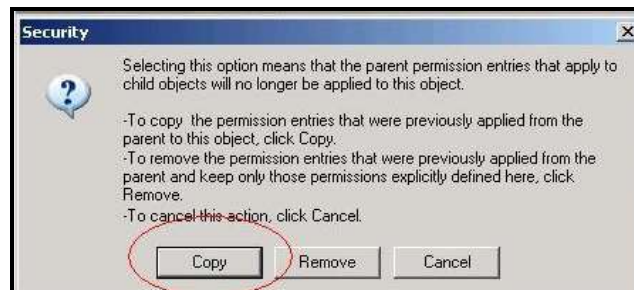 Security
Selecting this option means that the parent permission entries that apply to
child objects will no longer be applied to this object.
-To copy the permission entries that were previously applied from the
parent to this object, click Copy.
-To remove the permission entries that were previously applied from the
parent and keep only those permissions explicitly defined here, click
Remove.
-To cancel this action, click Cancel.
Copy Remove Cancel